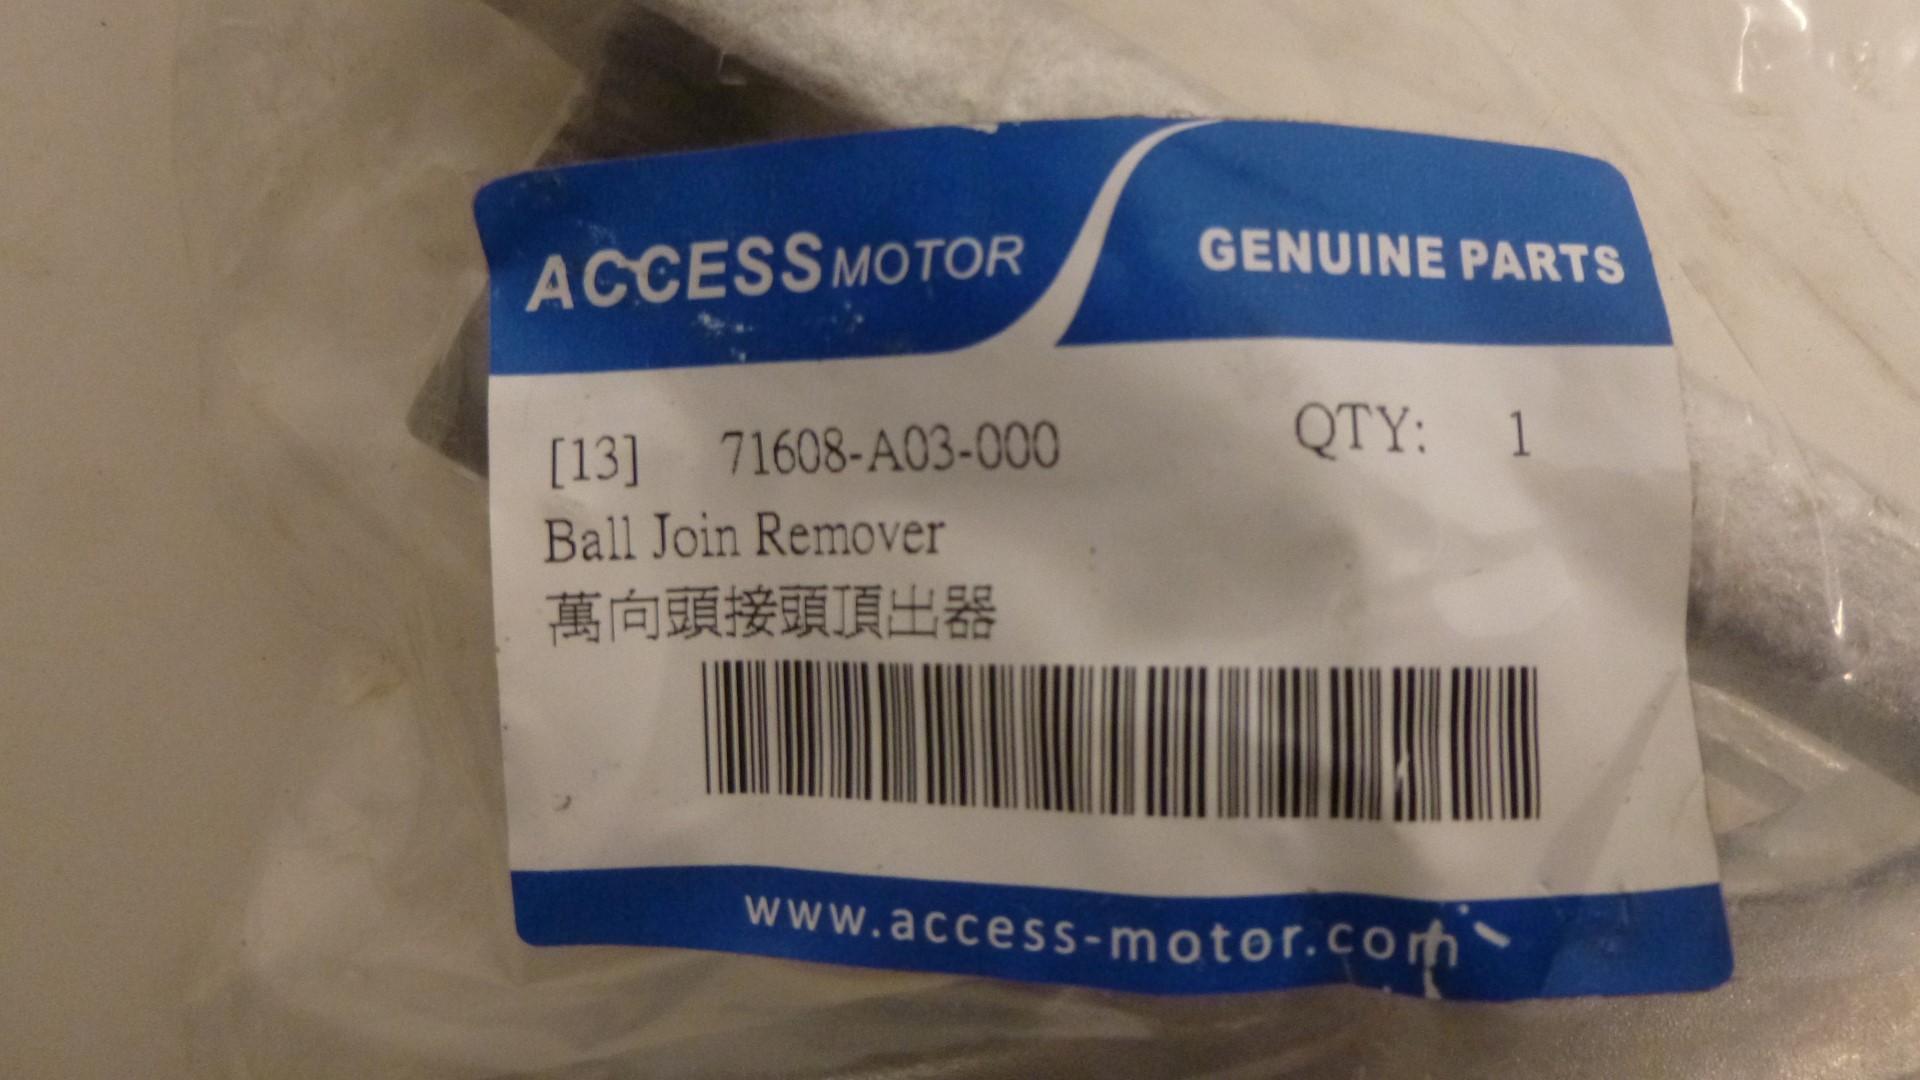 ACCESS MOTOR GENUINE PARTS
[13] 71608-A03-000 QTY: 1
Ball Join Remover
萬向頭接頭頂出器
www.access-motor.com